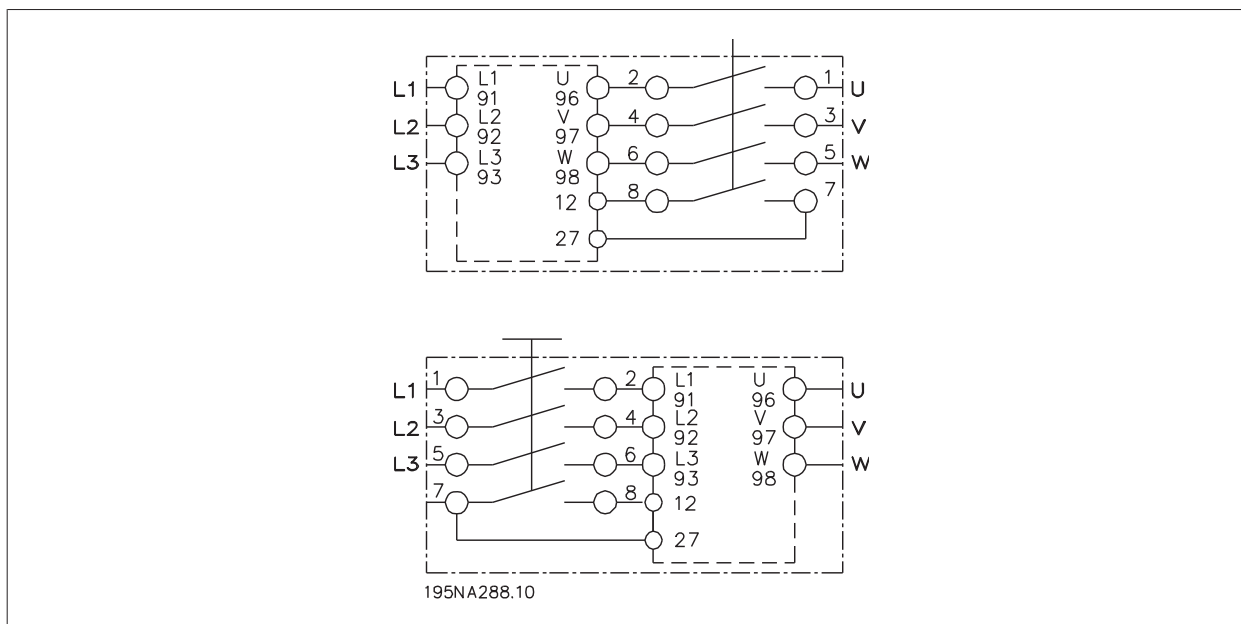 L1 L1 U 2 1 U
91 96
L2 L2 V 4 3 V
92 97
L3 L3 W 6 5 W
93 98
12 8 7
27
L1 1 2 L1 U U
91 96
L2 3 4 L2 V V
92 97
L3 5 6 L3 W W
93 98
7 8 12
27
195NA288.10